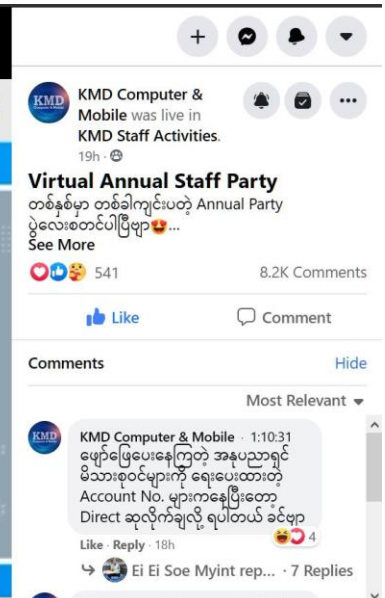 KMD Computer &
Mobile was live in
KMD Staff Activities.
19h
Virtual Annual Staff Party
တစ်နှစ်မှာ တစ်ခါကျင်းပတဲ့ Annual Party
ပွဲလေးစတင်ပါပြီဗျာ😍...
See More
541 8.2K Comments
Like Comment
Comments Hide
Most Relevant
KMD Computer & Mobile · 1:10:31
ဖျော်ဖြေပေးနေကြတဲ့ အနုပညာရှင်
မိသားစုဝင်များကို ရေးပေးထားတဲ့
Account No. များကနေပြီးတော့
Direct ဆုလိုက်ချလို့ ရပါတယ် ခင်ဗျာ
4
Like · Reply · 18h
Ei Ei Soe Myint rep... · 7 Replies